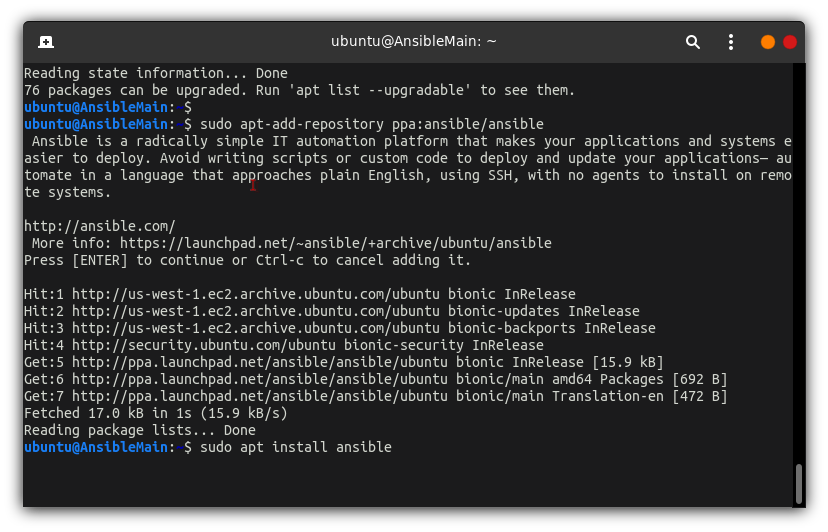 ubuntu@AnsibleMain: ~
Reading state information... Done
76 packages can be upgraded. Run 'apt list --upgradable' to see them.
ubuntu@AnsibleMain:~$
ubuntu@AnsibleMain:~$ sudo apt-add-repository ppa:ansible/ansible
 Ansible is a radically simple IT automation platform that makes your applications and systems e
asier to deploy. Avoid writing scripts or custom code to deploy and update your applications— au
tomate in a language that approaches plain English, using SSH, with no agents to install on remo
te systems.
http://ansible.com/
 More info: https://launchpad.net/~ansible/+archive/ubuntu/ansible
Press [ENTER] to continue or Ctrl-c to cancel adding it.
Hit:1 http://us-west-1.ec2.archive.ubuntu.com/ubuntu bionic InRelease
Hit:2 http://us-west-1.ec2.archive.ubuntu.com/ubuntu bionic-updates InRelease
Hit:3 http://us-west-1.ec2.archive.ubuntu.com/ubuntu bionic-backports InRelease
Hit:4 http://security.ubuntu.com/ubuntu bionic-security InRelease
Get:5 http://ppa.launchpad.net/ansible/ansible/ubuntu bionic InRelease [15.9 kB]
Get:6 http://ppa.launchpad.net/ansible/ansible/ubuntu bionic/main amd64 Packages [692 B]
Get:7 http://ppa.launchpad.net/ansible/ansible/ubuntu bionic/main Translation-en [472 B]
Fetched 17.0 kB in 1s (15.9 kB/s)
Reading package lists... Done
ubuntu@AnsibleMain:~$ sudo apt install ansible